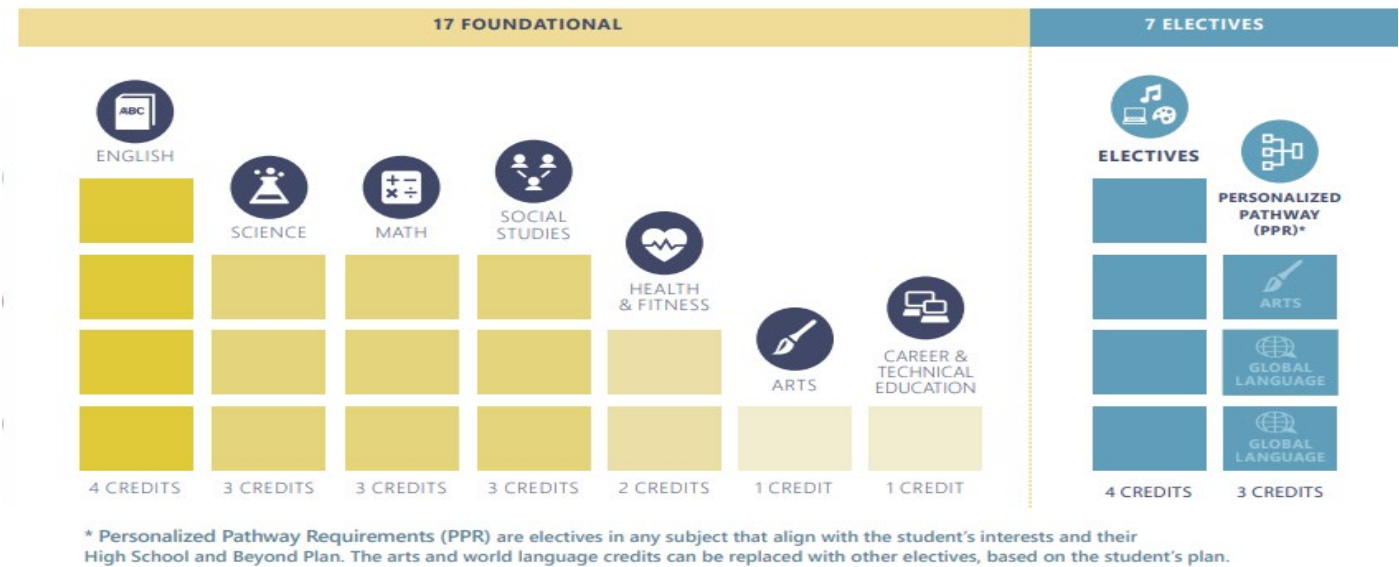 17 FOUNDATIONAL
7 ELECTIVES
ABC
ENGLISH
SCIENCE
MATH
SOCIAL
STUDIES
HEALTH
& FITNESS
ARTS
CAREER &
TECHNICAL
EDUCATION
4 CREDITS
3 CREDITS
3 CREDITS
3 CREDITS
2 CREDITS
1 CREDIT
1 CREDIT
ELECTIVES
PERSONALIZED
PATHWAY
(PPR)*
ARTS
GLOBAL
LANGUAGE
GLOBAL
LANGUAGE
4 CREDITS
3 CREDITS
* Personalized Pathway Requirements (PPR) are electives in any subject that align with the student's interests and their
High School and Beyond Plan. The arts and world language credits can be replaced with other electives, based on the student's plan.